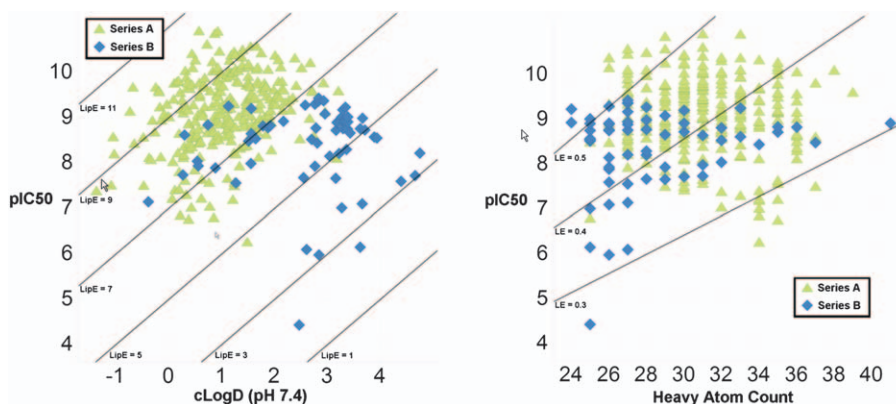 Series A
Series B
10
9
8
7
6
5
4
pIC50
LipE = 11
LipE = 9
LipE = 7
LipE = 5
LipE = 3
LipE = 1
-1
0
1
2
3
4
cLogD (pH 7.4)
10
9
8
7
6
5
4
pIC50
LE = 0.5
LE = 0.4
LE = 0.3
Series A
Series B
24
26
28
30
32
34
36
38
40
Heavy Atom Count